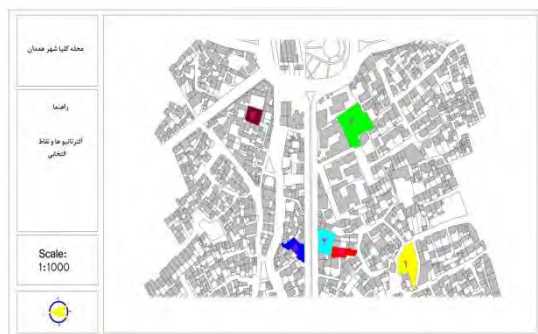 محله کلپا شهر همدان
راهنما
آلترناتیو ها و نقاط
انتخابی
Scale:
1:1000